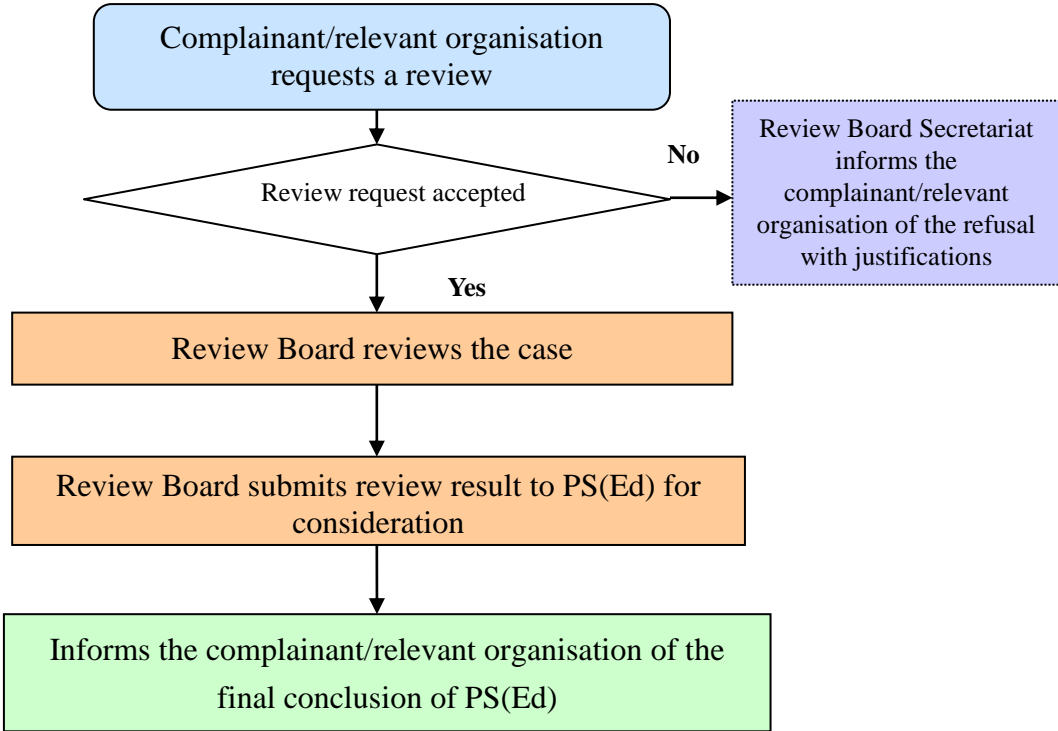 Complainant/relevant organisation
requests a review
Review request accepted
No
Review Board Secretariat
informs the
complainant/relevant
organisation of the refusal
with justifications
Yes
Review Board reviews the case
Review Board submits review result to PS(Ed) for
consideration
Informs the complainant/relevant organisation of the
final conclusion of PS(Ed)